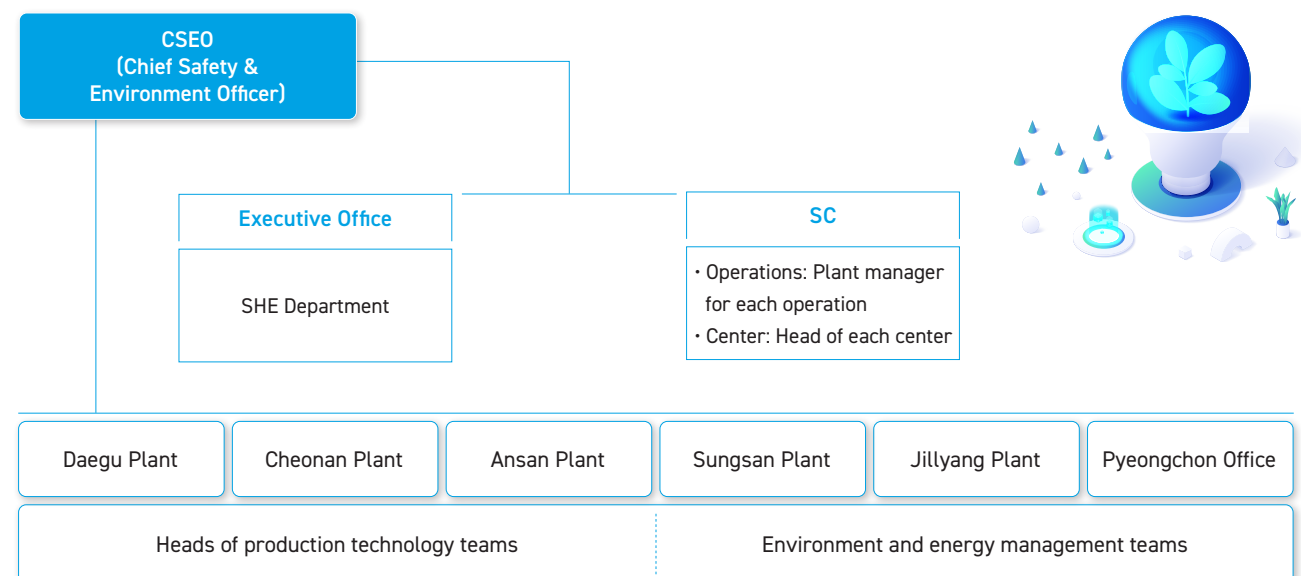 CSEO
(Chief Safety &
Environment Officer)
Executive Office
SHE Department
SC
· Operations: Plant manager
for each operation
· Center: Head of each center
Daegu Plant
Cheonan Plant
Ansan Plant
Sungsan Plant
Jillyang Plant
Pyeongchon Office
Heads of production technology teams
Environment and energy management teams